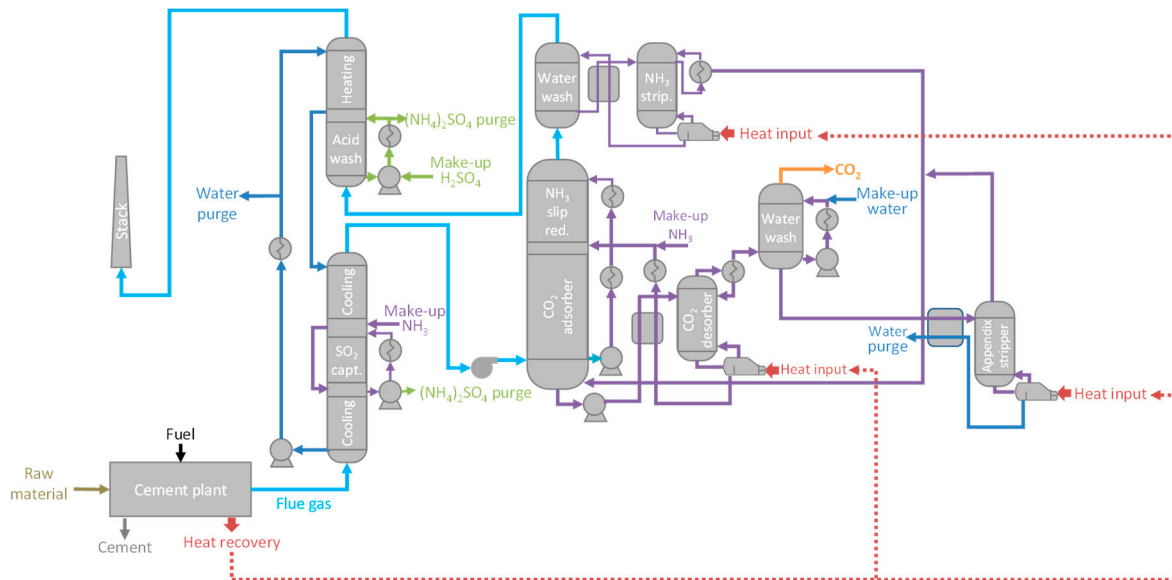 Heating
Acid
wash
(NH₄)₂SO₄ purge
Make-up
H₂SO₄
Water
purge
Stack
Cooling
Make-up
NH₃
SO₂
capt.
(NH₄)₂SO₄ purge
Cooling
Fuel
Raw
material
Cement plant
Flue gas
Cement
Heat recovery
Water
wash
NH₃
strip.
Heat input
NH₃
slip
red.
CO₂
adsorber
Make-up
NH₃
CO₂
desorber
Heat input
CO₂
Make-up
water
Water
wash
Water
purge
Appendix
stripper
Heat input